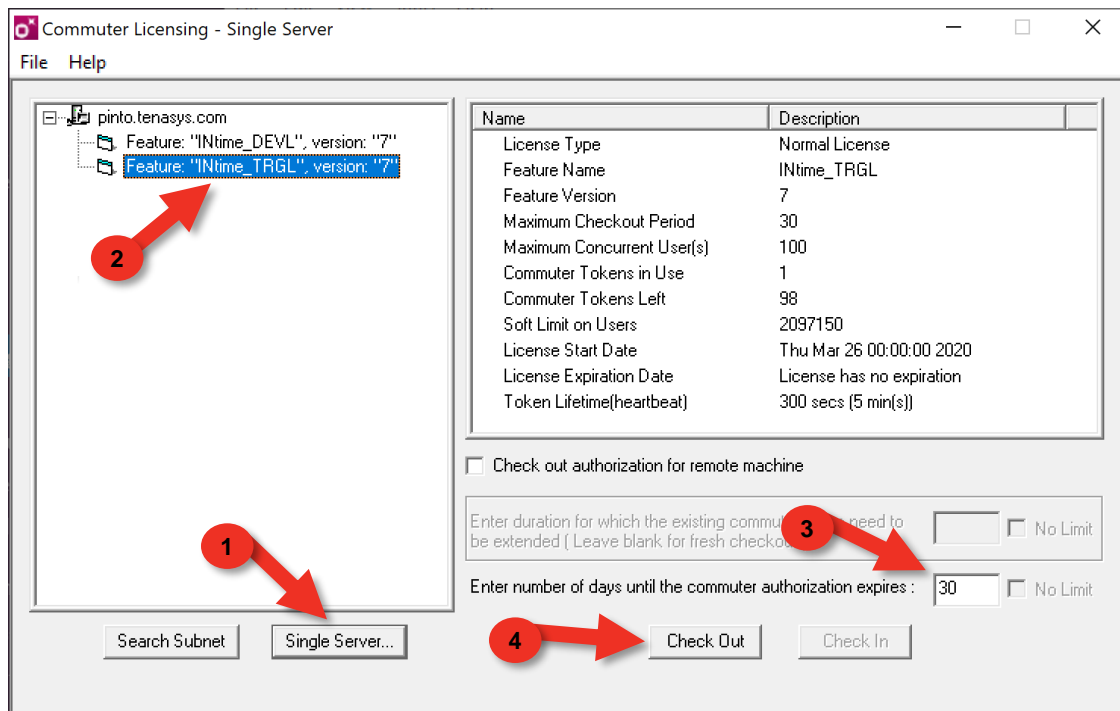 Commuter Licensing - Single Server
File Help
pinto.tenasys.com
Feature: "INtime_DEVL", version: "7"
Feature: "INtime_TRGL", version: "7"
2
1
Search Subnet
Single Server...
Name Description
License Type Normal License
Feature Name INtime_TRGL
Feature Version 7
Maximum Checkout Period 30
Maximum Concurrent User(s) 100
Commuter Tokens in Use 1
Commuter Tokens Left 98
Soft Limit on Users 2097150
License Start Date Thu Mar 26 00:00:00 2020
License Expiration Date License has no expiration
Token Lifetime(heartbeat) 300 secs (5 min(s))
Check out authorization for remote machine
Enter duration for which the existing need to
be extended ( Leave blank for fresh No Limit
3
Enter number of days until the commuter authorization expires : 30 No Limit
4
Check Out
Check In